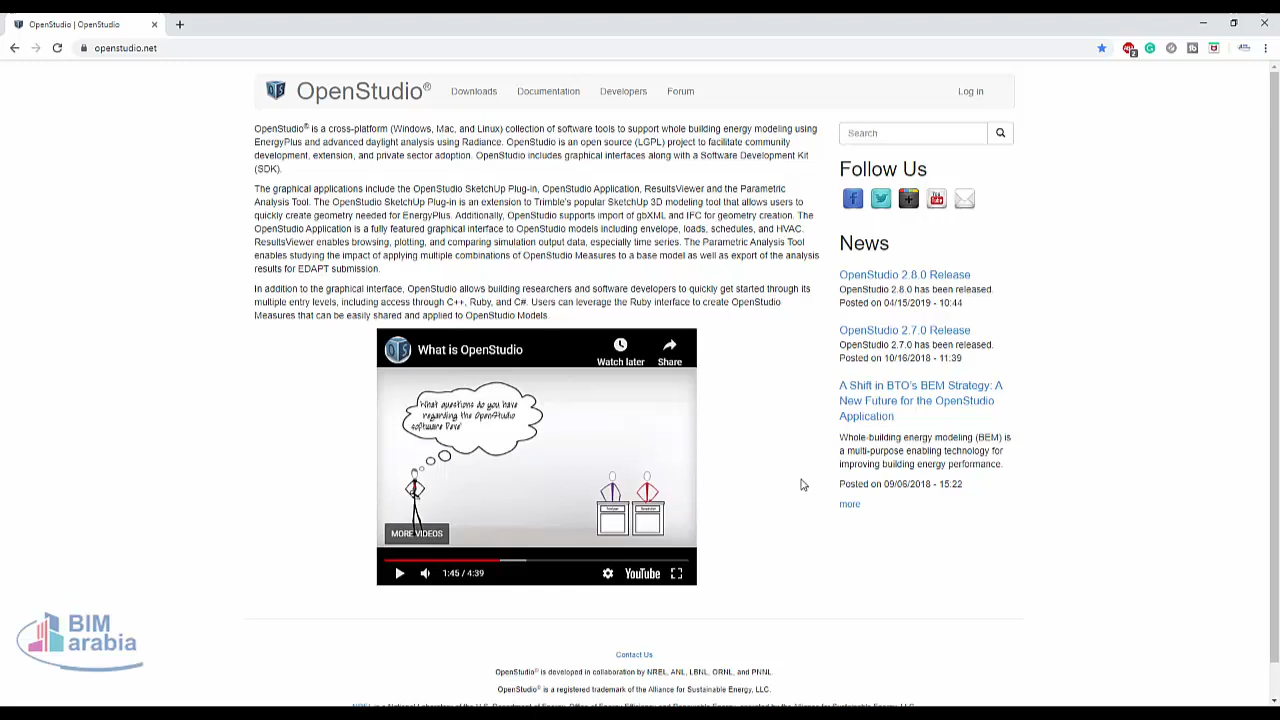 OpenStudio | OpenStudio
openstudio.net
OpenStudio®
Downloads
Documentation
Developers
Forum
Log in
OpenStudio® is a cross-platform (Windows, Mac, and Linux) collection of software tools to support whole building energy modeling using
EnergyPlus and advanced daylight analysis using Radiance. OpenStudio is an open source (LGPL) project to facilitate community
development, extension, and private sector adoption. OpenStudio includes graphical interfaces along with a Software Development Kit
(SDK).
The graphical applications include the OpenStudio SketchUp Plug-in, OpenStudio Application, ResultsViewer and the Parametric
Analysis Tool. The OpenStudio SketchUp Plug-in is an extension to Trimble's popular SketchUp 3D modeling tool that allows users to
quickly create geometry needed for EnergyPlus. Additionally, OpenStudio supports import of gbXML and IFC for geometry creation. The
OpenStudio Application is a fully featured graphical interface to OpenStudio models including envelope, loads, schedules, and HVAC.
ResultsViewer enables browsing, plotting, and comparing simulation output data, especially time series. The Parametric Analysis Tool
enables studying the impact of applying multiple combinations of OpenStudio Measures to a base model as well as export of the analysis
results for EDAPT submission.
In addition to the graphical interface, OpenStudio allows building researchers and software developers to quickly get started through its
multiple entry levels, including access through C++, Ruby, and C#. Users can leverage the Ruby interface to create OpenStudio
Measures that can be easily shared and applied to OpenStudio Models.
What is OpenStudio
Watch later
Share
What questions do you have
regarding the OpenStudio
software Deve
MORE VIDEOS
1:45 / 4:39
YouTube
Search
Follow Us
News
OpenStudio 2.8.0 Release
OpenStudio 2.8.0 has been released.
Posted on 04/15/2019 - 10:44
OpenStudio 2.7.0 Release
OpenStudio 2.7.0 has been released.
Posted on 10/16/2018 - 11:39
A Shift in BTO's BEM Strategy: A
New Future for the OpenStudio
Application
Whole-building energy modeling (BEM) is
a multi-purpose enabling technology for
improving building energy performance.
Posted on 09/06/2018 - 15:22
more
BIM
arabia
Contact Us
OpenStudio® is developed in collaboration by NREL, ANL, LBNL, ORNL, and PNNL.
OpenStudio® is a registered trademark of the Alliance for Sustainable Energy, LLC.